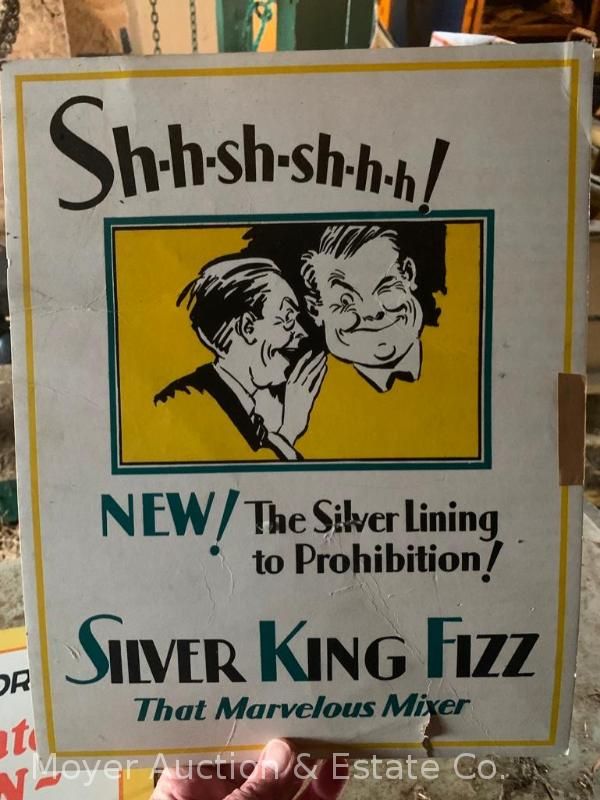 Sh-h-sh-sh-h-h!
NEW! The Silver Lining
to Prohibition!
SILVER KING FIZZ
That Marvelous Mixer
OR
N-
Moyer Auction & Estate Co.